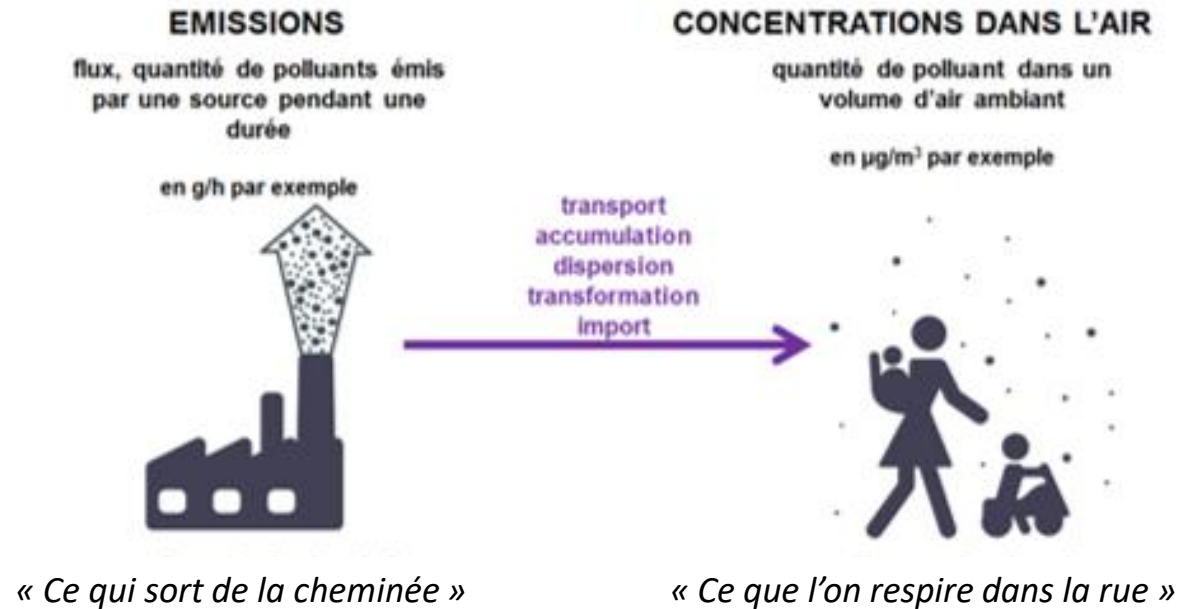 EMISSIONS
flux, quantité de polluants émis
par une source pendant une
durée
en g/h par exemple
CONCENTRATIONS DANS L'AIR
quantité de polluant dans un
volume d'air ambiant
en µg/m³ par exemple
transport
accumulation
dispersion
transformation
import
« Ce qui sort de la cheminée »
« Ce que l’on respire dans la rue »